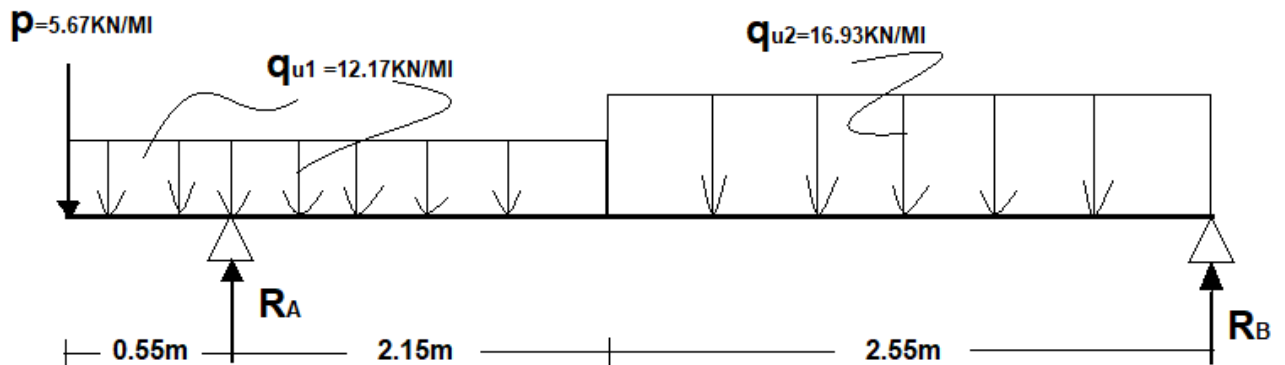 p=5.67KN/MI
qu1 =12.17KN/MI
qu2=16.93KN/MI
RA
RB
0.55m
2.15m
2.55m